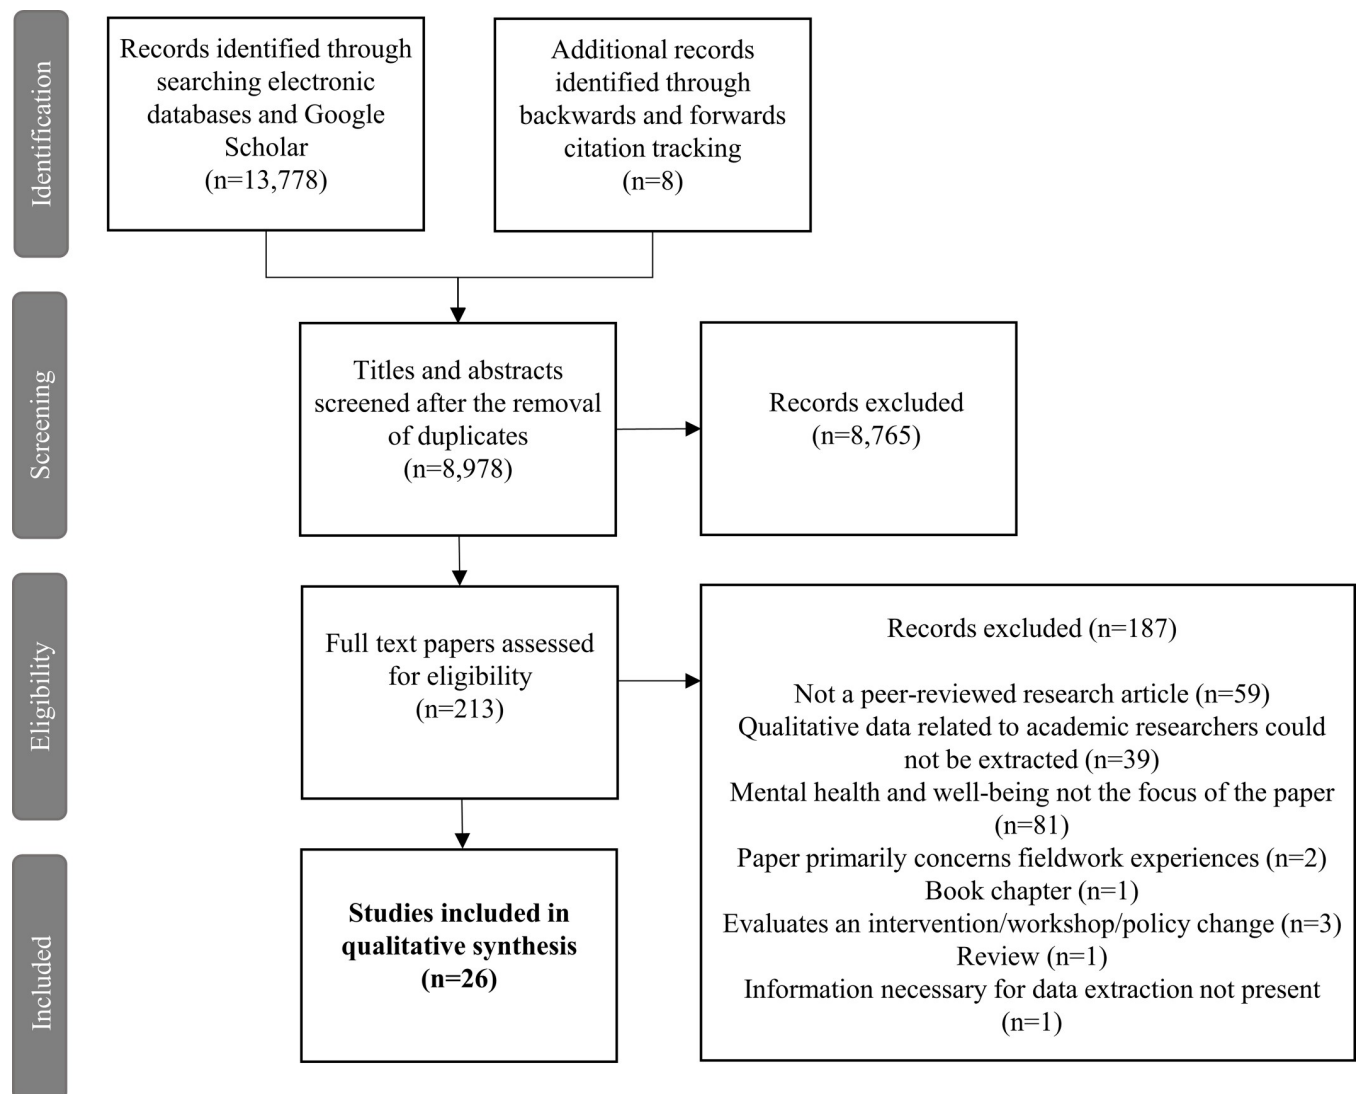 Identification
Records identified through
searching electronic
databases and Google
Scholar
(n=13,778)
Additional records
identified through
backwards and forwards
citation tracking
(n=8)
Screening
Titles and abstracts
screened after the removal
of duplicates
(n=8,978)
Records excluded
(n=8,765)
Eligibility
Full text papers assessed
for eligibility
(n=213)
Records excluded (n=187)
Not a peer-reviewed research article (n=59)
Qualitative data related to academic researchers could
not be extracted (n=39)
Mental health and well-being not the focus of the paper
(n=81)
Paper primarily concerns fieldwork experiences (n=2)
Book chapter (n=1)
Evaluates an intervention/workshop/policy change (n=3)
Review (n=1)
Information necessary for data extraction not present
(n=1)
Included
Studies included in
qualitative synthesis
(n=26)